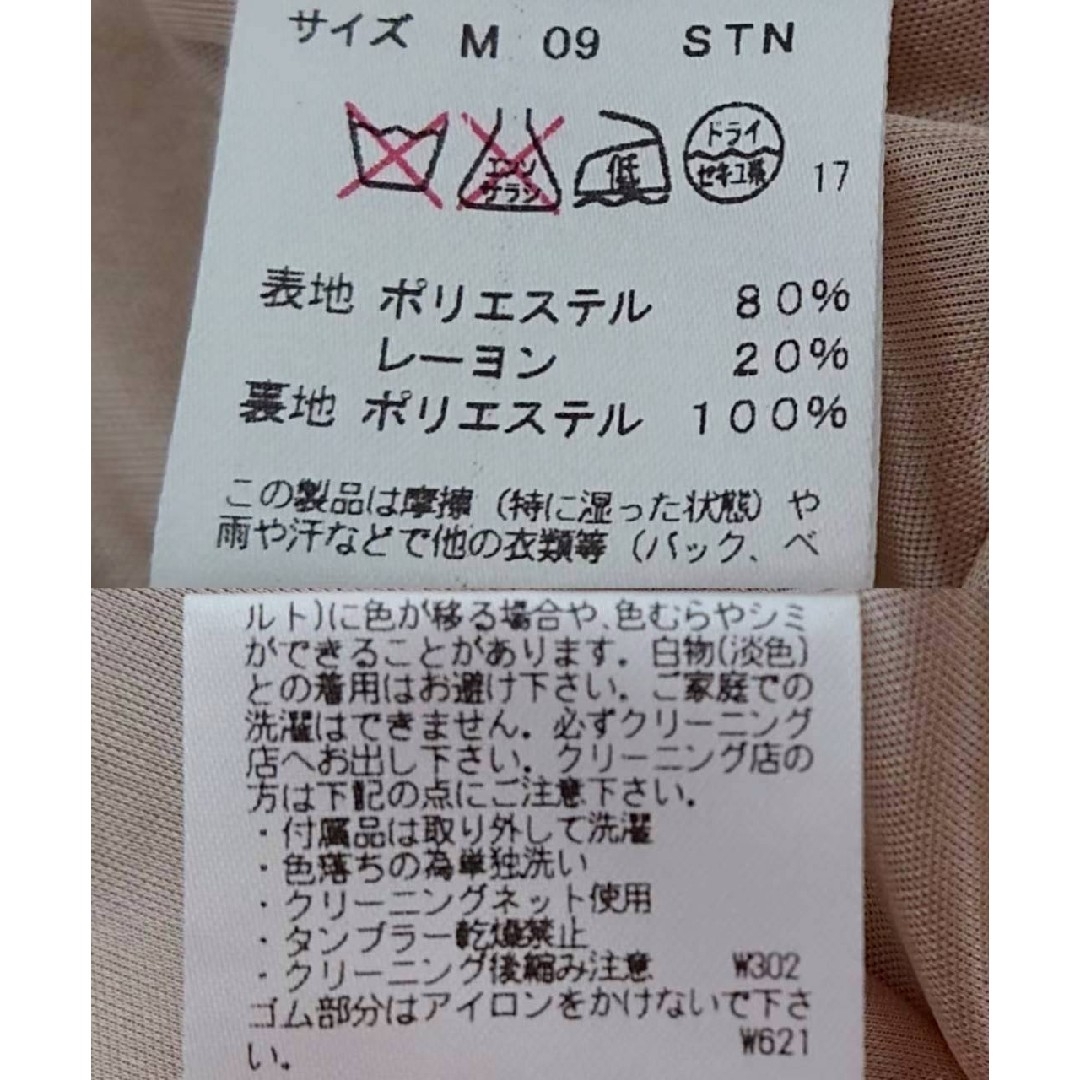 サイズ M 09 STN
エンソ
サラシ
低
ドライ
セキユ系
17
表地 ポリエステル 80%
レーヨン 20%
裏地 ポリエステル 100%
この製品は摩擦（特に湿った状態）や
雨や汗などで他の衣類等（バック、ベ
ルト)に色が移る場合や、色むらやシミ
ができることがあります．白物(淡色)
との着用はお避け下さい．ご家庭での
洗濯はできません．必ずクリーニング
店へお出し下さい．クリーニング店の
方は下記の点にご注意下さい．
・付属品は取り外して洗濯
・色落ちの為単独洗い
・クリーニングネット使用
・タンブラー乾燥禁止
・クリーニング後縮み注意 W302
ゴム部分はアイロンをかけないで下さ
い． W621